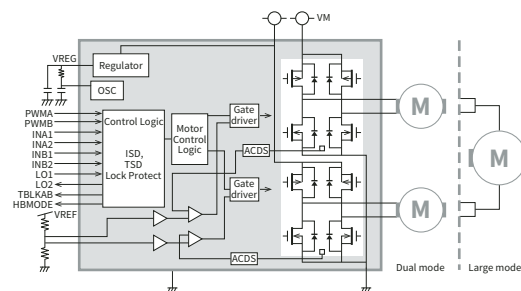 VM
VREG
Regulator
OSC
PWMA
PWMB
INA1
INA2
INB1
INB2
LO1
LO2
TBLKAB
HBMODE
VREF
Control Logic
ISD,
TSD
Lock Protect
Motor
Control
Logic
Gate
driver
ACDS
Gate
driver
ACDS
M
M
M
Dual mode
Large mode